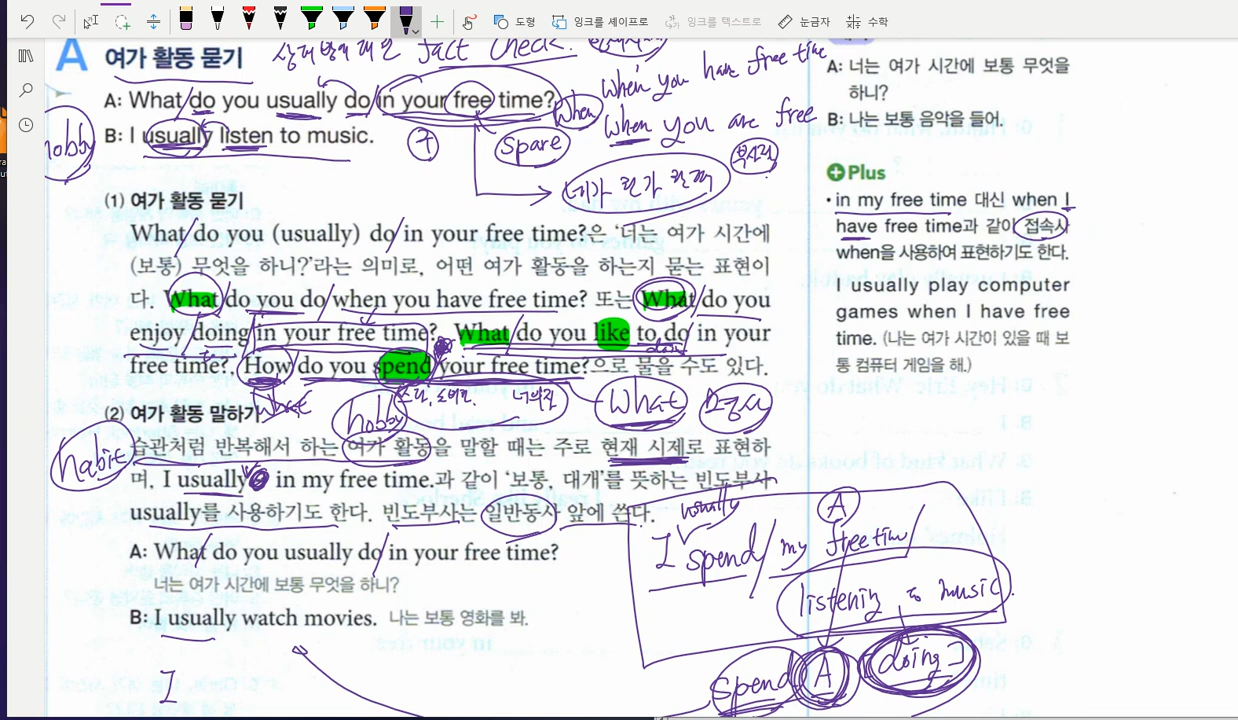 도형
잉크를 셰이프로
잉크를 텍스트로
눈금자
수학
A 여가 활동 묻기
상대방에 대한 fact check.
A: What do you usually do in your free time?
B: I usually listen to music.
hobby
구
spare
when
when you have free time
when you are free
부사절
네가 한가할 때
A: 너는 여가 시간에 보통 무엇을
하니?
B: 나는 보통 음악을 들어.
Plus
• in my free time 대신 when I
have free time과 같이 접속사
when을 사용하여 표현하기도 한다.
I usually play computer
games when I have free
time. (나는 여가 시간이 있을 때 보
통 컴퓨터 게임을 해.)
(1) 여가 활동 묻기
What do you (usually) do in your free time?은 ‘너는 여가 시간에
(보통) 무엇을 하니?’라는 의미로, 어떤 여가 활동을 하는지 묻는 표현이
다. What do you do when you have free time? 또는 What do you
enjoy doing in your free time?, What do you like to do in your
doing
free time?, How do you spend your free time?으로 물을 수도 있다.
What
hobby
너의
What
(2) 여가 활동 말하기
habit
습관처럼 반복해서 하는 여가 활동을 말할 때는 주로 현재 시제로 표현하
며, I usually in my free time.과 같이 ‘보통, 대개’를 뜻하는 빈도부사
usually를 사용하기도 한다. 빈도부사는 일반동사 앞에 쓴다.
A: What do you usually do in your free time?
너는 여가 시간에 보통 무엇을 하니?
B: I usually watch movies. 나는 보통 영화를 봐.
usually
A
I spend / my free time /
listening to music.
spend A doing
I